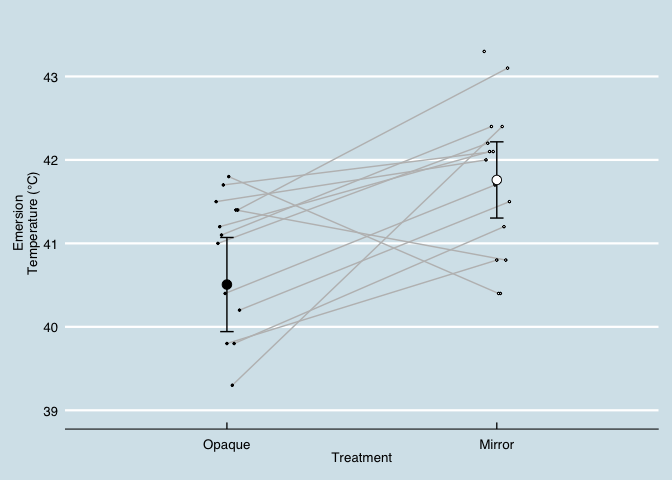 43
42
41
40
39
Emersion
Temperature (°C)
Opaque
Mirror
Treatment